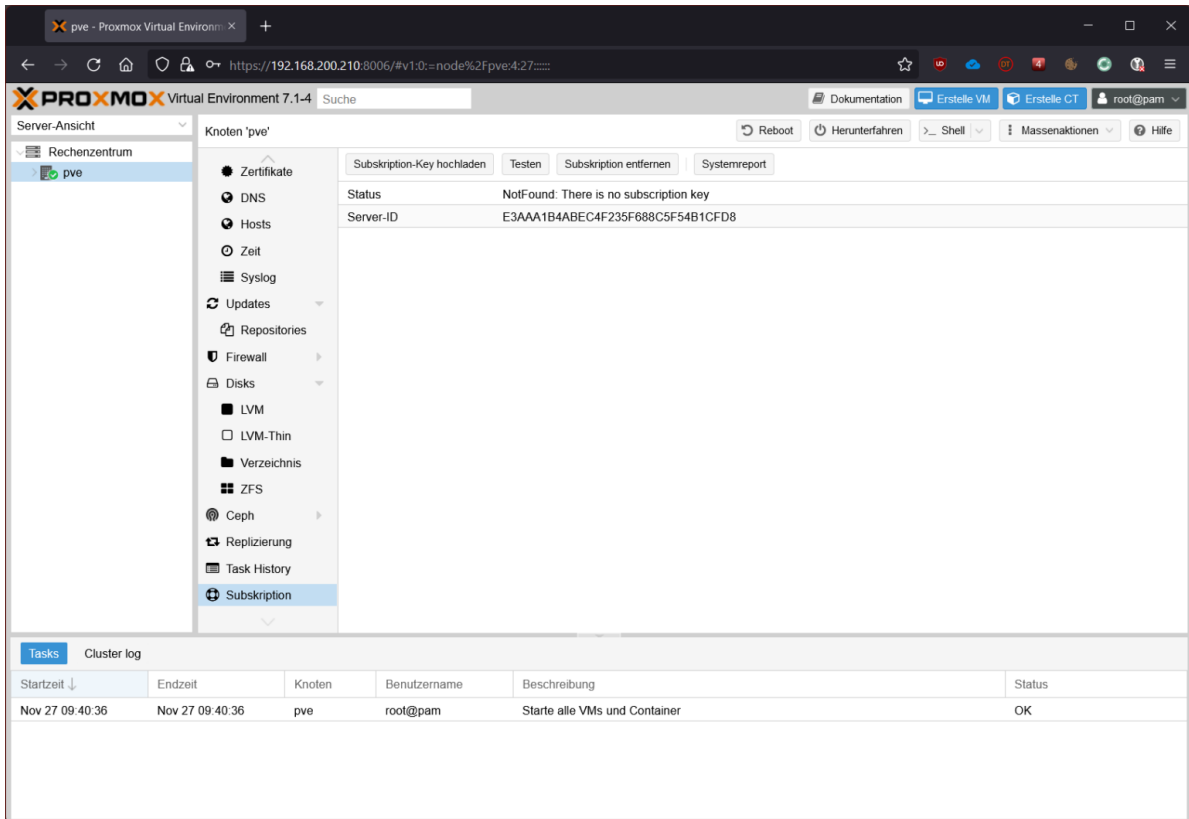 pve - Proxmox Virtual Environm
https://192.168.200.210:8006/#v1:0:=node%2Fpve:4:27::::::
PROXMOX Virtual Environment 7.1-4 Suche Dokumentation Erstelle VM Erstelle CT root@pam
Server-Ansicht
Rechenzentrum
pve
Knoten 'pve' Reboot Herunterfahren >_ Shell Massenaktionen Hilfe
Zertifikate
DNS
Hosts
Zeit
Syslog
Updates
Repositories
Firewall
Disks
LVM
LVM-Thin
Verzeichnis
ZFS
Ceph
Replizierung
Task History
Subskription
Subskription-Key hochladen Testen Subskription entfernen Systemreport
Status NotFound: There is no subscription key
Server-ID E3AAA1B4ABEC4F235F688C5F54B1CFD8
Tasks Cluster log
Startzeit Endzeit Knoten Benutzername Beschreibung Status
Nov 27 09:40:36 Nov 27 09:40:36 pve root@pam Starte alle VMs und Container OK